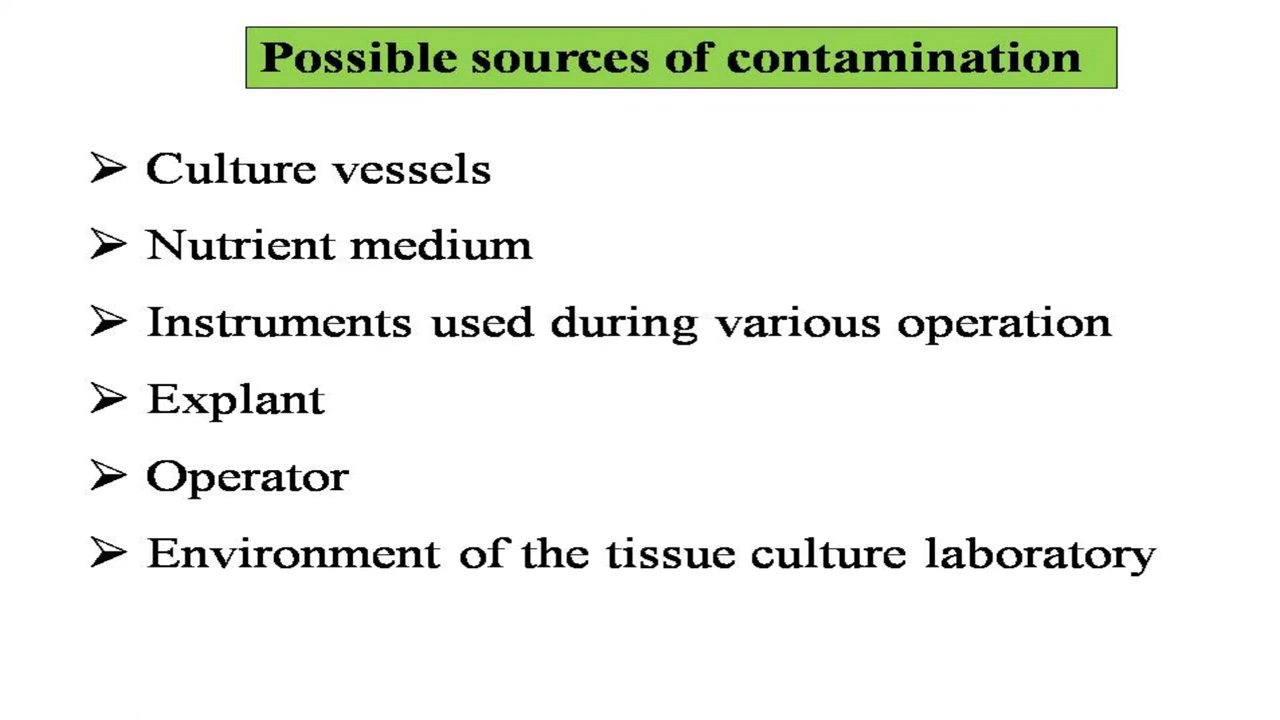 Possible sources of contamination
➢ Culture vessels
➢ Nutrient medium
➢ Instruments used during various operation
➢ Explant
➢ Operator
➢ Environment of the tissue culture laboratory